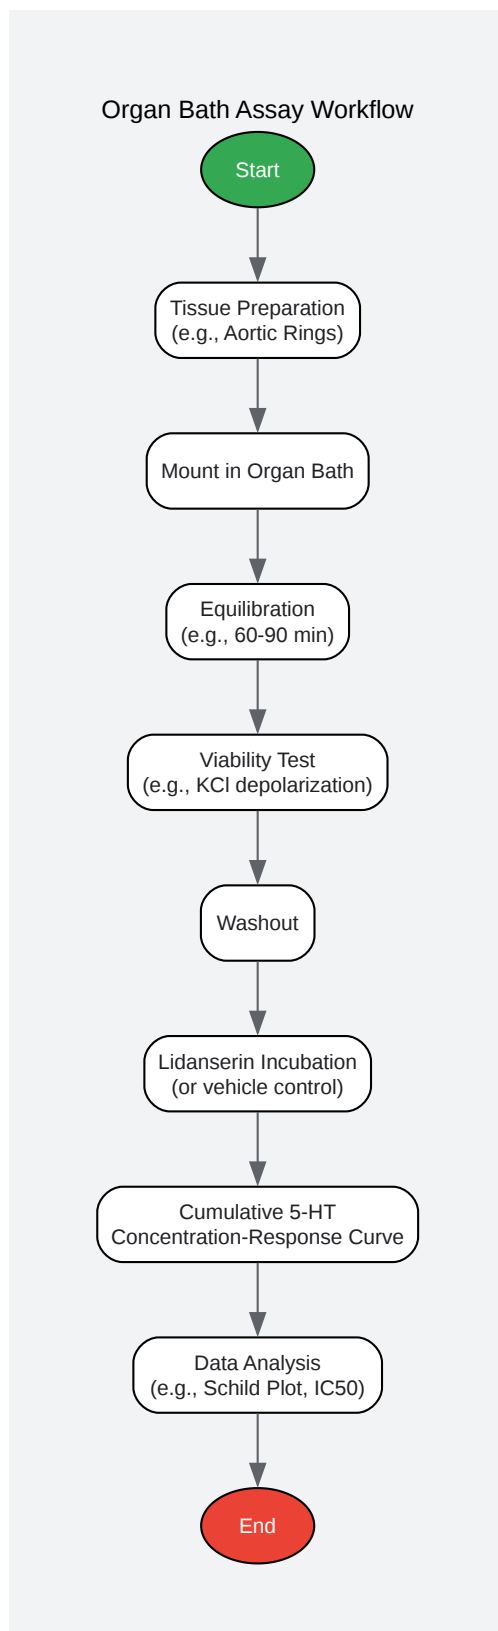 Organ Bath Assay Workflow
Start
Tissue Preparation
(e.g., Aortic Rings)
Mount in Organ Bath
Equilibration
(e.g., 60-90 min)
Viability Test
(e.g., KCl depolarization)
Washout
Lidanserin Incubation
(or vehicle control)
Cumulative 5-HT
Concentration-Response Curve
Data Analysis
(e.g., Schild Plot, IC50)
End